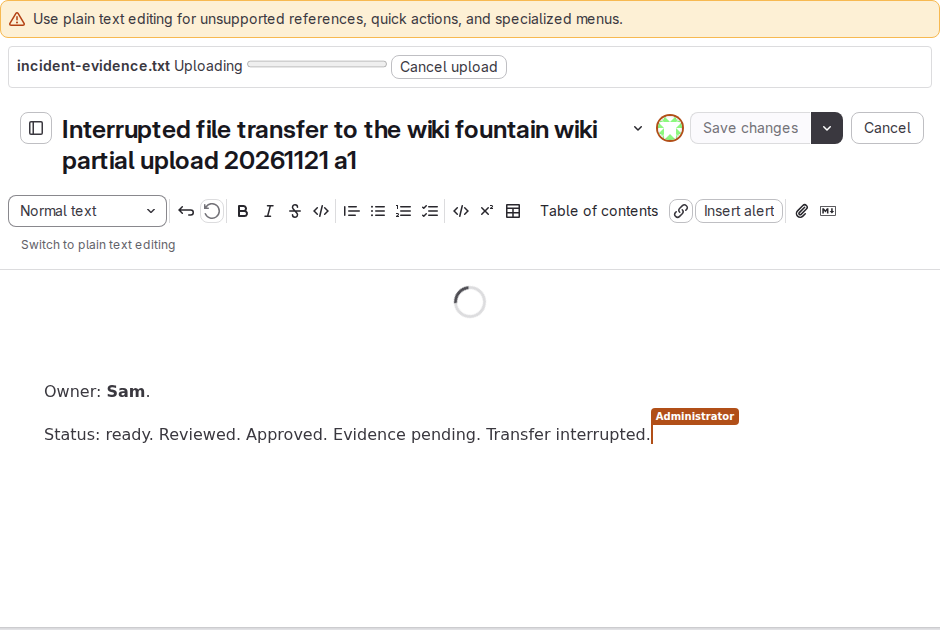 Use plain text editing for unsupported references, quick actions, and specialized menus.
incident-evidence.txt Uploading Cancel upload
Interrupted file transfer to the wiki fountain wiki
partial upload 20261121 a1
Save changes
Cancel
Normal text
Table of contents
Insert alert
Switch to plain text editing
Owner: Sam.
Administrator
Status: ready. Reviewed. Approved. Evidence pending. Transfer interrupted.